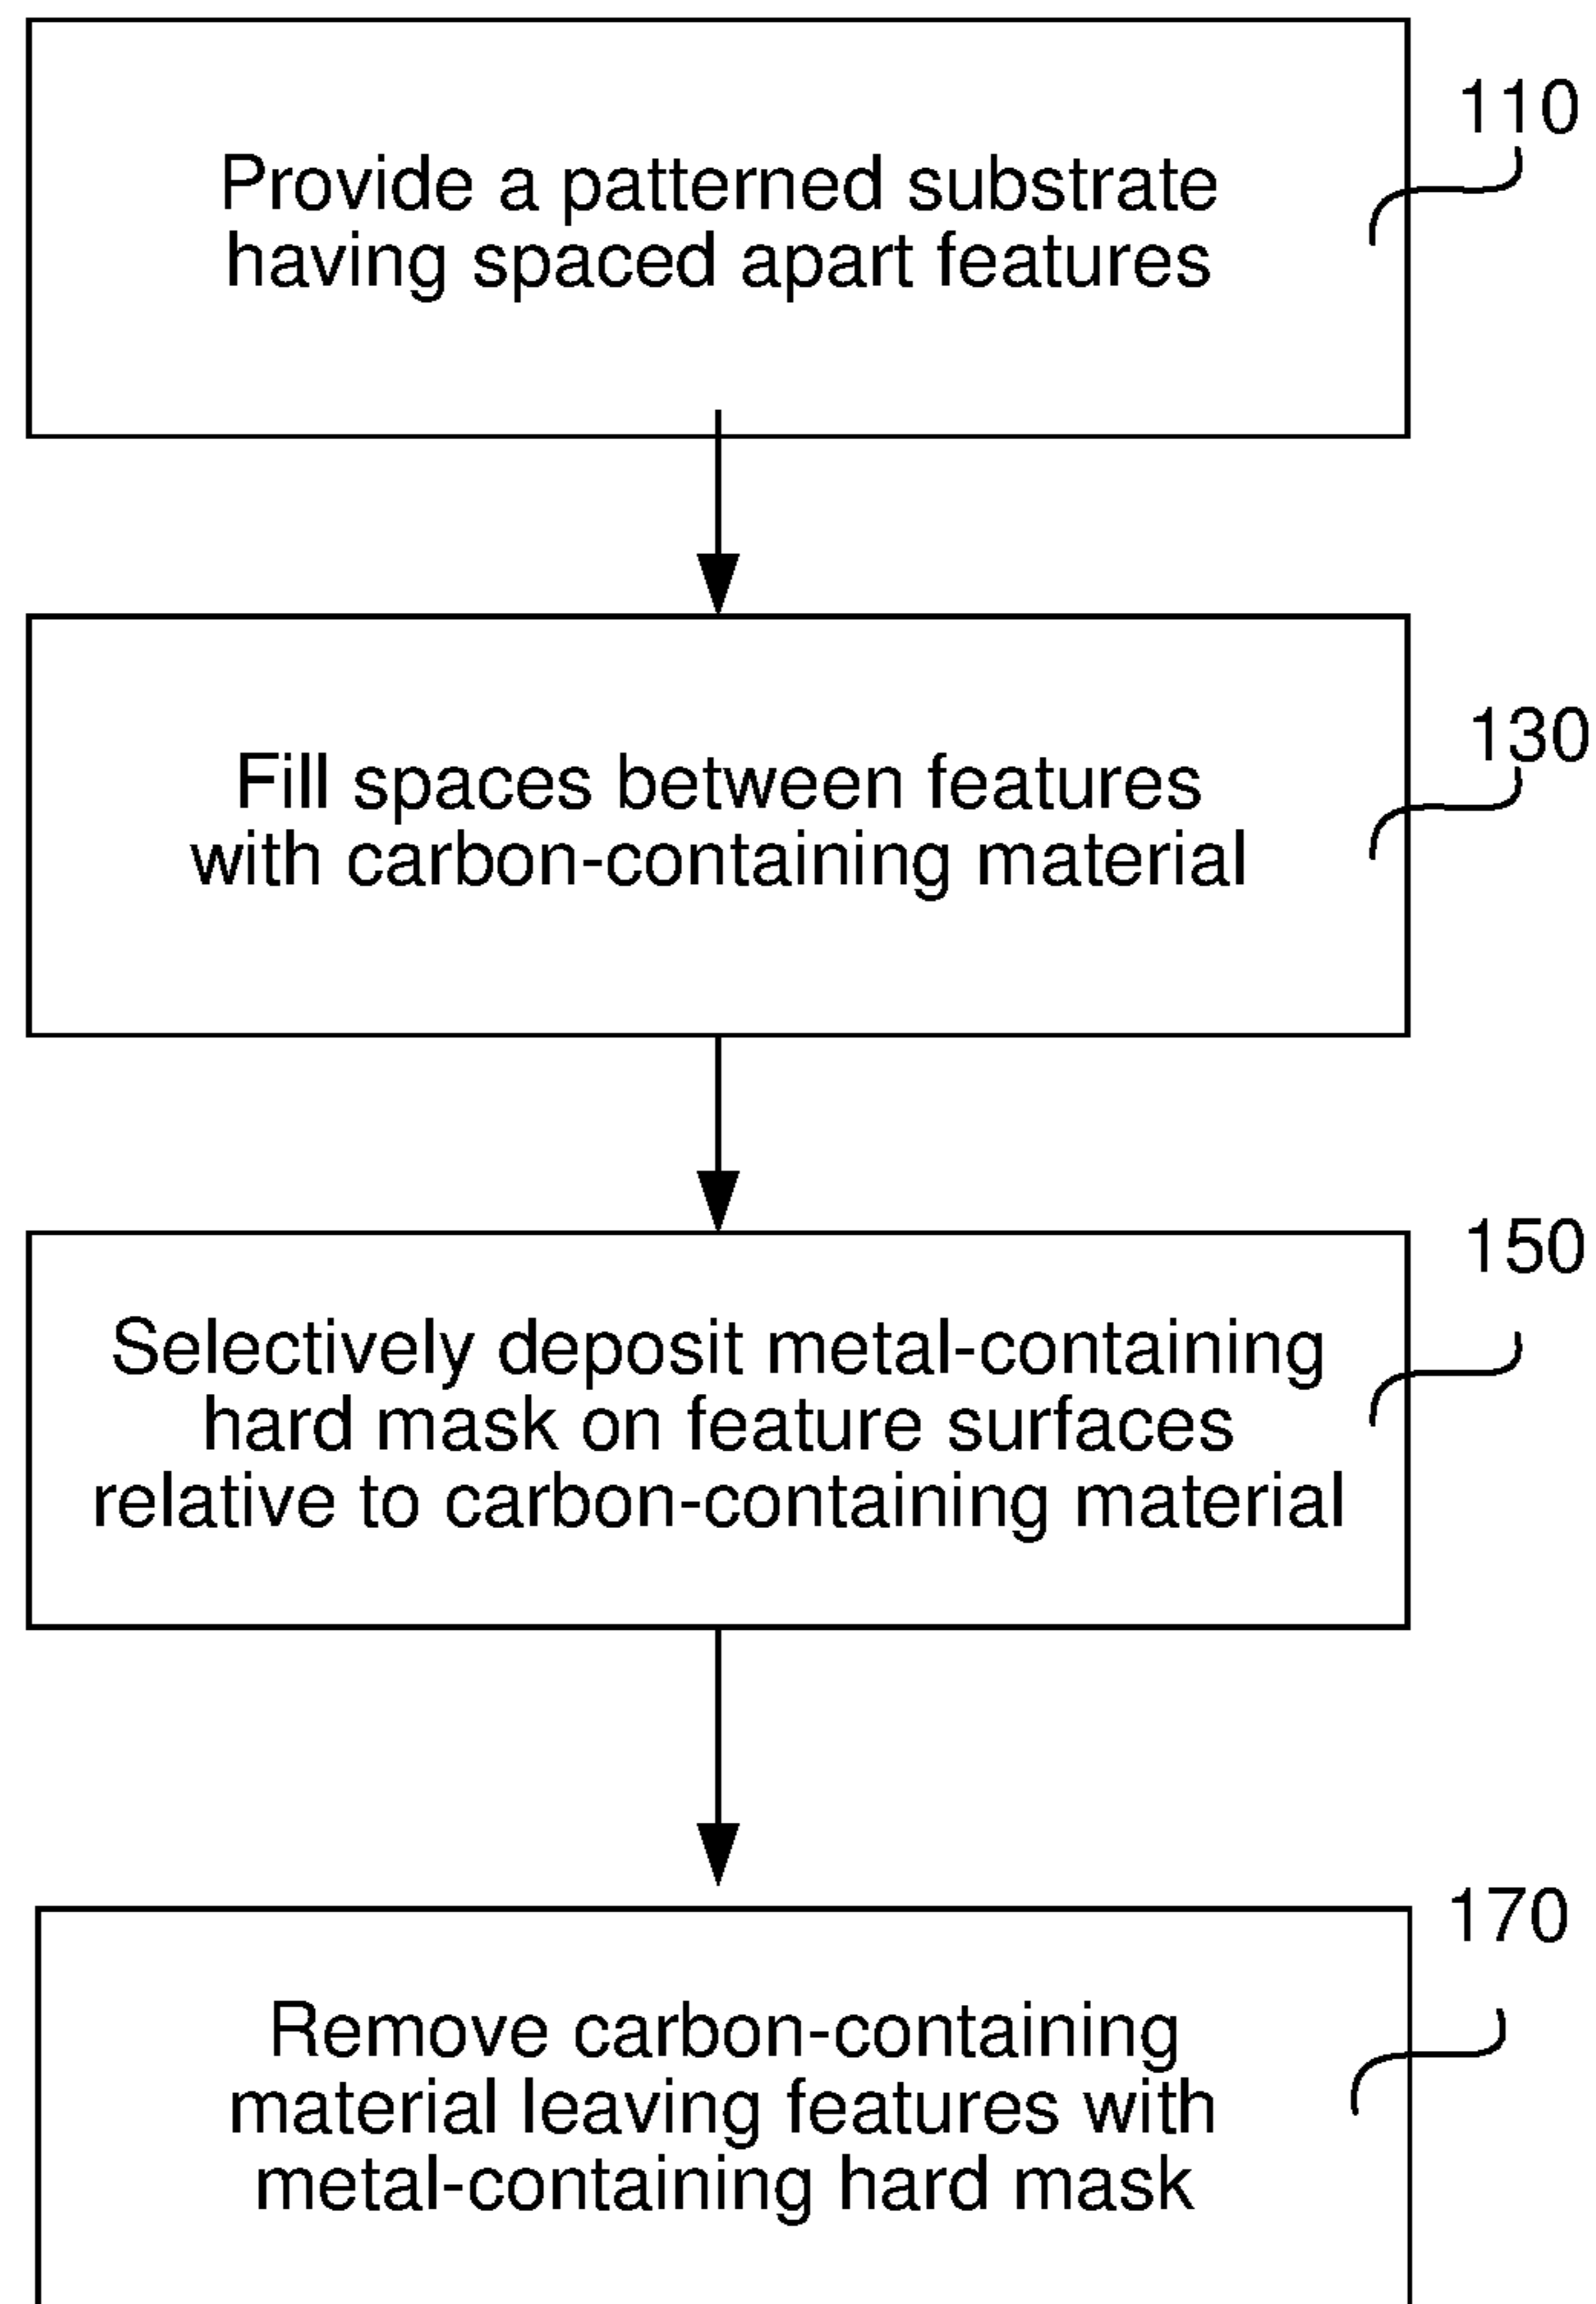 110
Provide a patterned substrate
having spaced apart features
130
Fill spaces between features
with carbon-containing material
150
Selectively deposit metal-containing
hard mask on feature surfaces
relative to carbon-containing material
170
Remove carbon-containing
material leaving features with
metal-containing hard mask